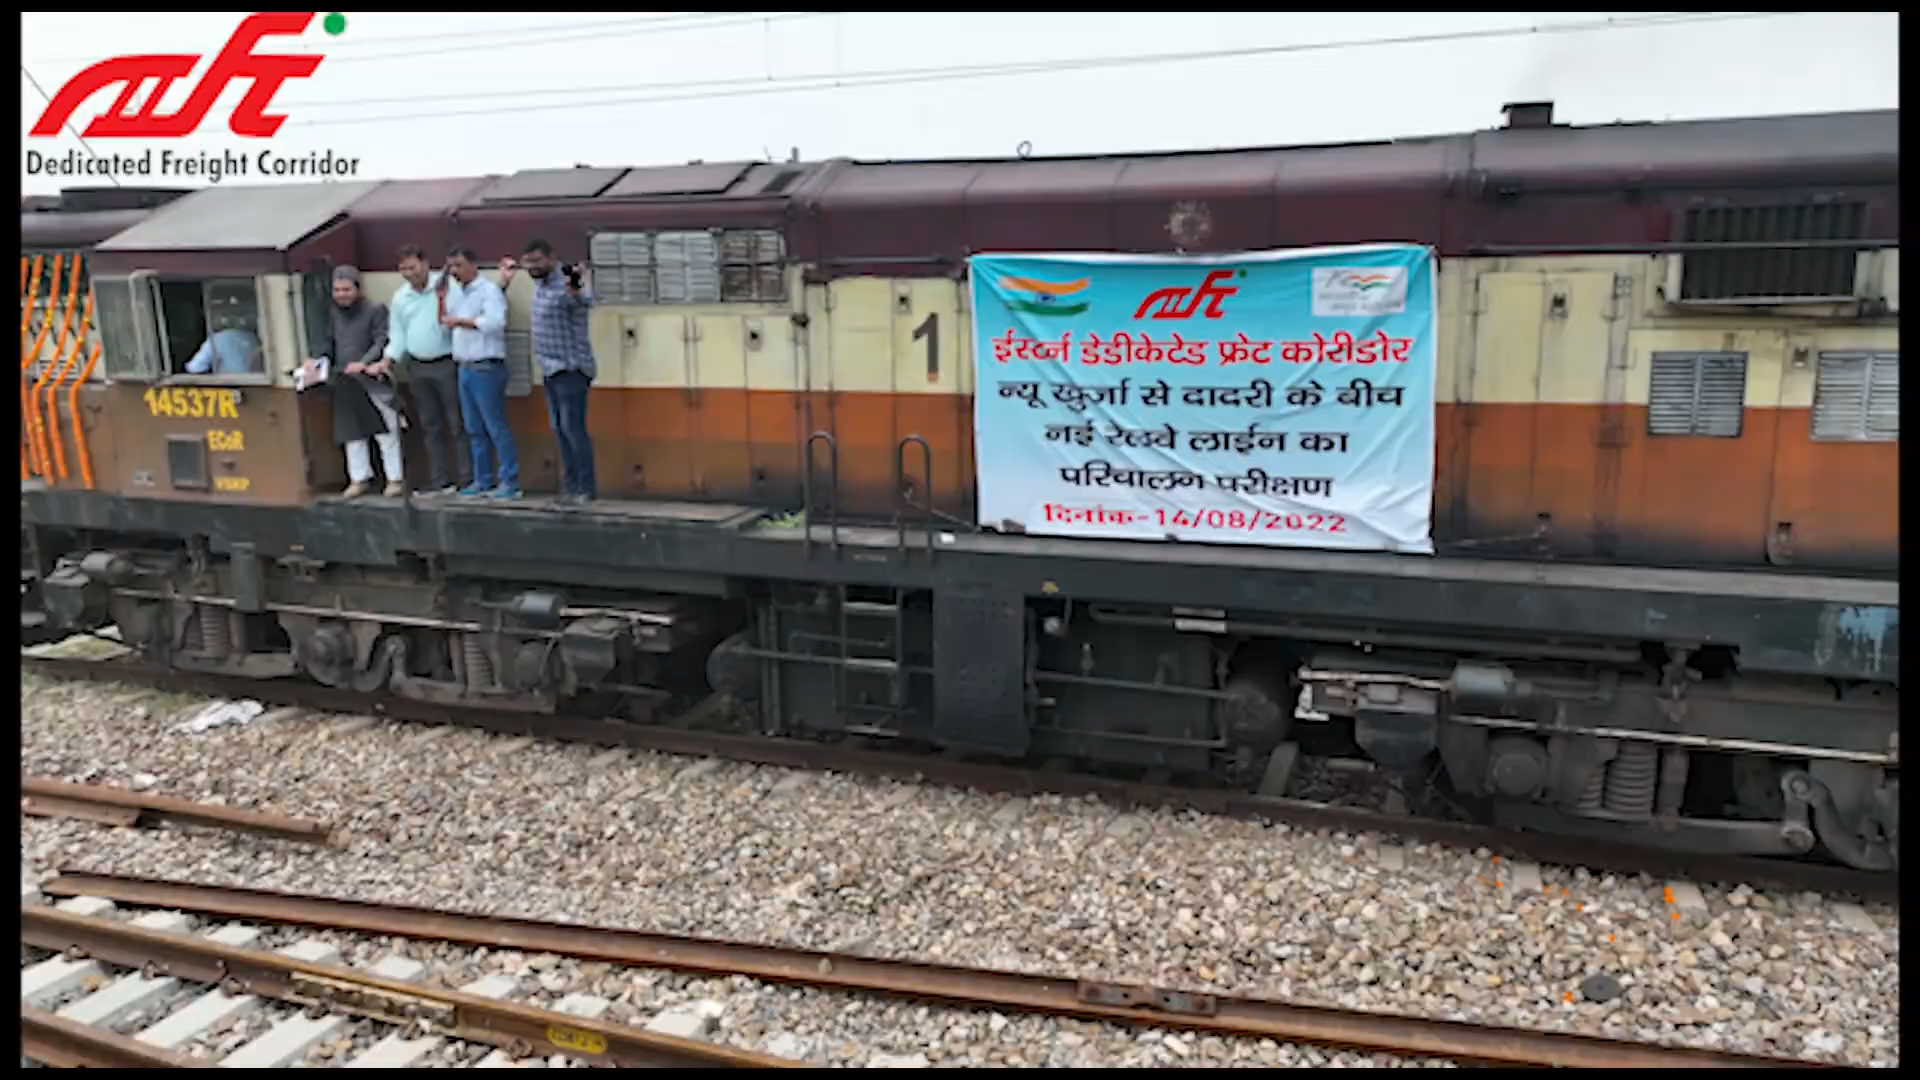 Dedicated Freight Corridor
14537R
ECoR
VSKP
1
ईस्टर्न डेडीकेटेड फ्रेट कोरीडोर
न्यू खुर्जा से दादरी के बीच
नई रेलवे लाईन का
परिचालन परीक्षण
दिनांक-14/08/2022